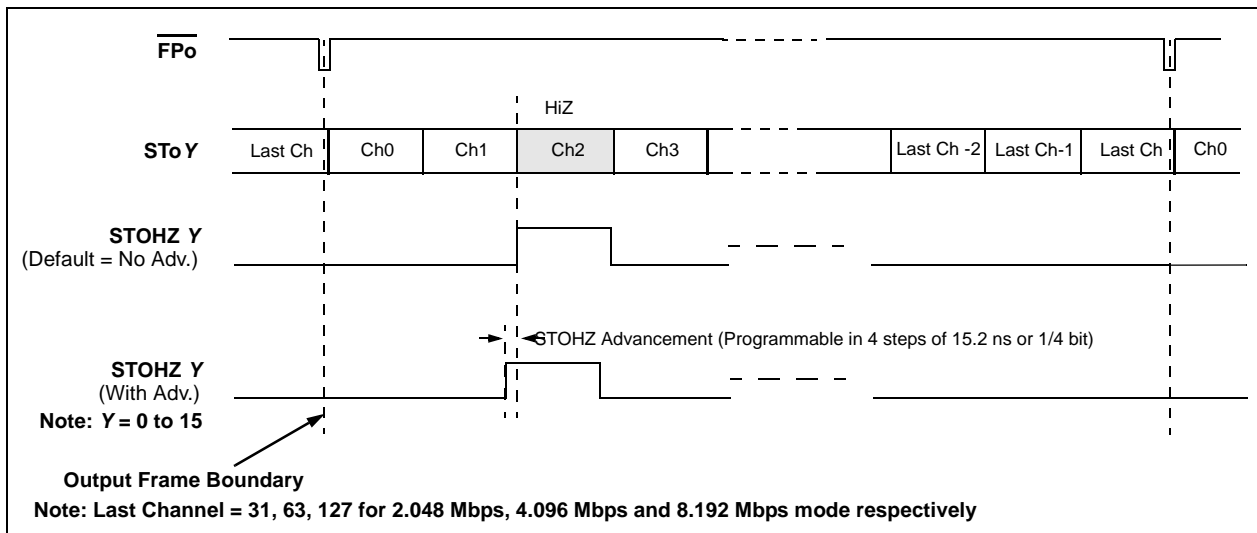 FPo
HiZ
STo Y Last Ch Ch0 Ch1 Ch2 Ch3 Last Ch -2 Last Ch-1 Last Ch Ch0
STOHZ Y
(Default = No Adv.)
STOHZ Advancement (Programmable in 4 steps of 15.2 ns or 1/4 bit)
STOHZ Y
(With Adv.)
Note: Y = 0 to 15
Output Frame Boundary
Note: Last Channel = 31, 63, 127 for 2.048 Mbps, 4.096 Mbps and 8.192 Mbps mode respectively